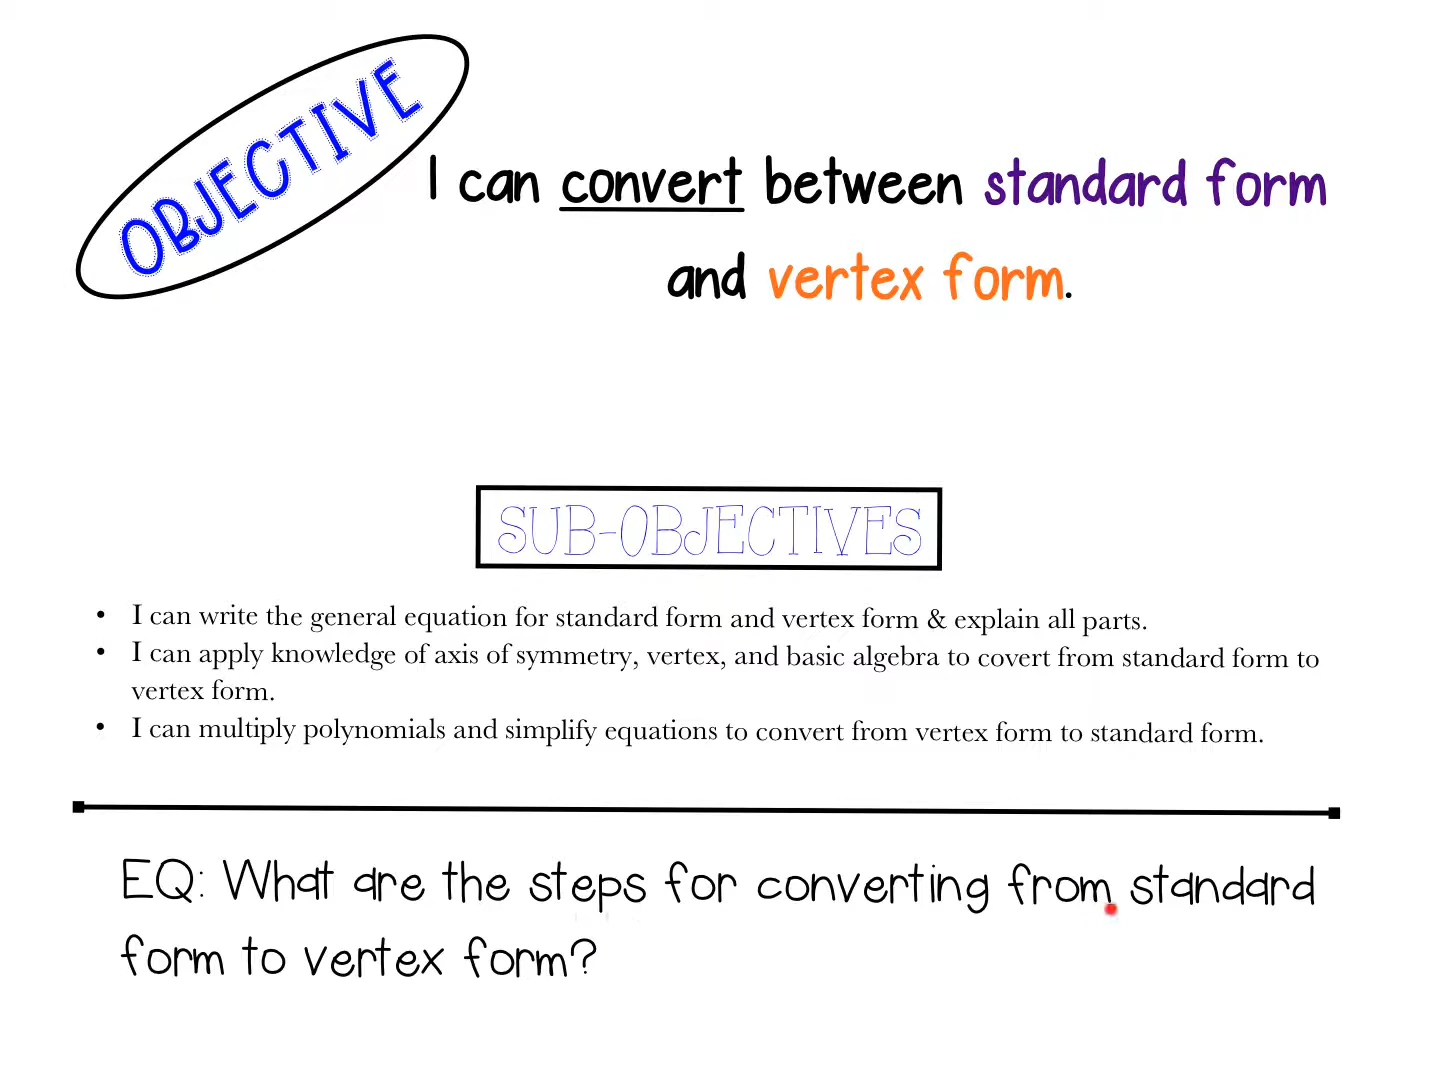 OBJECTIVE
I can convert between standard form
and vertex form.
SUB-OBJECTIVES
• I can write the general equation for standard form and vertex form & explain all parts.
• I can apply knowledge of axis of symmetry, vertex, and basic algebra to covert from standard form to
vertex form.
• I can multiply polynomials and simplify equations to convert from vertex form to standard form.
EQ: What are the steps for converting from standard
form to vertex form?